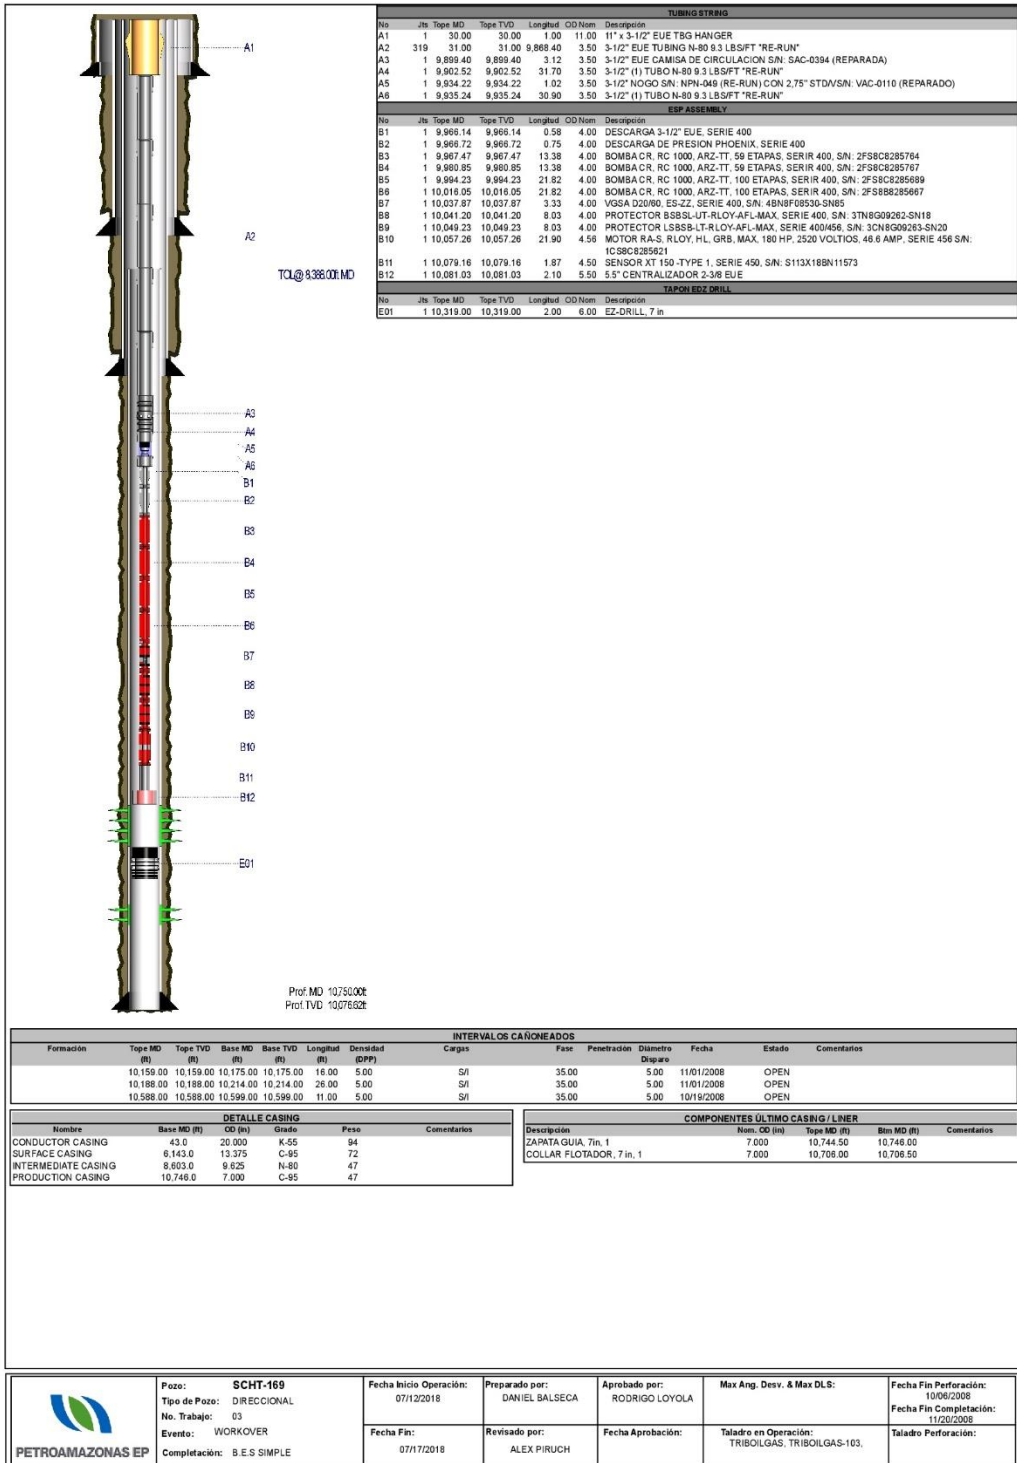 TUBING STRING
No Jts Tope MD Tope TVD Longitud OD Nom Descripción
A1 1 30.00 30.00 1.00 11.00 11" x 3-1/2" EUE TBG HANGER
A2 319 31.00 31.00 9,868.40 3.50 3-1/2" EUE TUBING N-80 9.3 LBS/FT "RE-RUN"
A3 1 9,899.40 9,899.40 3.12 3.50 3-1/2" EUE CAMISA DE CIRCULACION S/N: SAC-0394 (REPARADA)
A4 1 9,902.52 9,902.52 31.70 3.50 3-1/2" (1) TUBO N-80 9.3 LBS/FT "RE-RUN"
A5 1 9,934.22 9,934.22 1.02 3.50 3-1/2" NOGO S/N: NPN-049 (RE-RUN) CON 2,75" STD/VS/N: VAC-0110 (REPARADO)
A6 1 9,935.24 9,935.24 30.90 3.50 3-1/2" (1) TUBO N-80 9.3 LBS/FT "RE-RUN"
ESP ASSEMBLY
No Jts Tope MD Tope TVD Longitud OD Nom Descripción
B1 1 9,966.14 9,966.14 0.58 4.00 DESCARGA 3-1/2" EUE, SERIE 400
B2 1 9,966.72 9,966.72 0.75 4.00 DESCARGA DE PRESION PHOENIX, SERIE 400
B3 1 9,967.47 9,967.47 13.38 4.00 BOMBA CR, RC 1000, ARZ-TT, 59 ETAPAS, SERIR 400, S/N: 2FS8C8285764
B4 1 9,980.85 9,980.85 13.38 4.00 BOMBA CR, RC 1000, ARZ-TT, 59 ETAPAS, SERIR 400, S/N: 2FS8C8285767
B5 1 9,994.23 9,994.23 21.82 4.00 BOMBA CR, RC 1000, ARZ-TT, 100 ETAPAS, SERIR 400, S/N: 2FS8C8285689
B6 1 10,016.05 10,016.05 21.82 4.00 BOMBA CR, RC 1000, ARZ-TT, 100 ETAPAS, SERIR 400, S/N: 2FS8B8285667
B7 1 10,037.87 10,037.87 3.33 4.00 VGSA D20/60, ES-ZZ, SERIE 400, S/N: 4BN8F08530-SN85
B8 1 10,041.20 10,041.20 8.03 4.00 PROTECTOR BSBSL-UT-RLOY-AFL-MAX, SERIE 400, S/N: 3TN8G09262-SN18
B9 1 10,049.23 10,049.23 8.03 4.00 PROTECTOR LSBSB-LT-RLOY-AFL-MAX, SERIE 400/456, S/N: 3CN8G09263-SN20
B10 1 10,057.26 10,057.26 21.90 4.56 MOTOR RA-S, RLOY, HL, GRB, MAX, 180 HP, 2520 VOLTIOS, 46.6 AMP, SERIE 456 S/N:
1CS8C8285621
B11 1 10,079.16 10,079.16 1.87 4.50 SENSOR XT 150 -TYPE 1, SERIE 450, S/N: S113X18BN11573
B12 1 10,081.03 10,081.03 2.10 5.50 5.5" CENTRALIZADOR 2-3/8 EUE
TAPON EDZ DRILL
No Jts Tope MD Tope TVD Longitud OD Nom Descripción
E01 1 10,319.00 10,319.00 2.00 6.00 EZ-DRILL, 7 in
A1
A2
TOL@ 8,388.00ft MD
A3
A4
A5
A6
B1
B2
B3
B4
B5
B6
B7
B8
B9
B10
B11
B12
E01
Prof. MD 10,750.00ft
Prof. TVD 10,076.62ft
INTERVALOS CAÑONEADOS
Formación Tope MD (ft) Tope TVD (ft) Base MD (ft) Base TVD (ft) Longitud (ft) Densidad (DPP) Cargas Fase Penetración Diámetro Disparo Fecha Estado Comentarios
10,159.00 10,159.00 10,175.00 10,175.00 16.00 5.00 S/I 35.00 5.00 11/01/2008 OPEN
10,188.00 10,188.00 10,214.00 10,214.00 26.00 5.00 S/I 35.00 5.00 11/01/2008 OPEN
10,588.00 10,588.00 10,599.00 10,599.00 11.00 5.00 S/I 35.00 5.00 10/19/2008 OPEN
DETALLE CASING
Nombre Base MD (ft) OD (in) Grado Peso Comentarios
CONDUCTOR CASING 43.0 20.000 K-55 94
SURFACE CASING 6,143.0 13.375 C-95 72
INTERMEDIATE CASING 8,603.0 9.625 N-80 47
PRODUCTION CASING 10,746.0 7.000 C-95 47
COMPONENTES ÚLTIMO CASING / LINER
Descripción Nom. OD (in) Tope MD (ft) Btm MD (ft) Comentarios
ZAPATA GUIA, 7in, 1 7.000 10,744.50 10,746.00
COLLAR FLOTADOR, 7 in, 1 7.000 10,706.00 10,706.50
PETROAMAZONAS EP
Pozo: SCHT-169
Tipo de Pozo: DIRECCIONAL
No. Trabajo: 03
Evento: WORKOVER
Completación: B.E.S SIMPLE
Fecha Inicio Operación:
07/12/2018
Fecha Fin:
07/17/2018
Preparado por:
DANIEL BALSECA
Revisado por:
ALEX PIRUCH
Aprobado por:
RODRIGO LOYOLA
Fecha Aprobación:
Max Ang. Desv. & Max DLS:
Taladro en Operación:
TRIBOILGAS, TRIBOILGAS-103,
Fecha Fin Perforación:
10/06/2008
Fecha Fin Completación:
11/20/2008
Taladro Perforación: